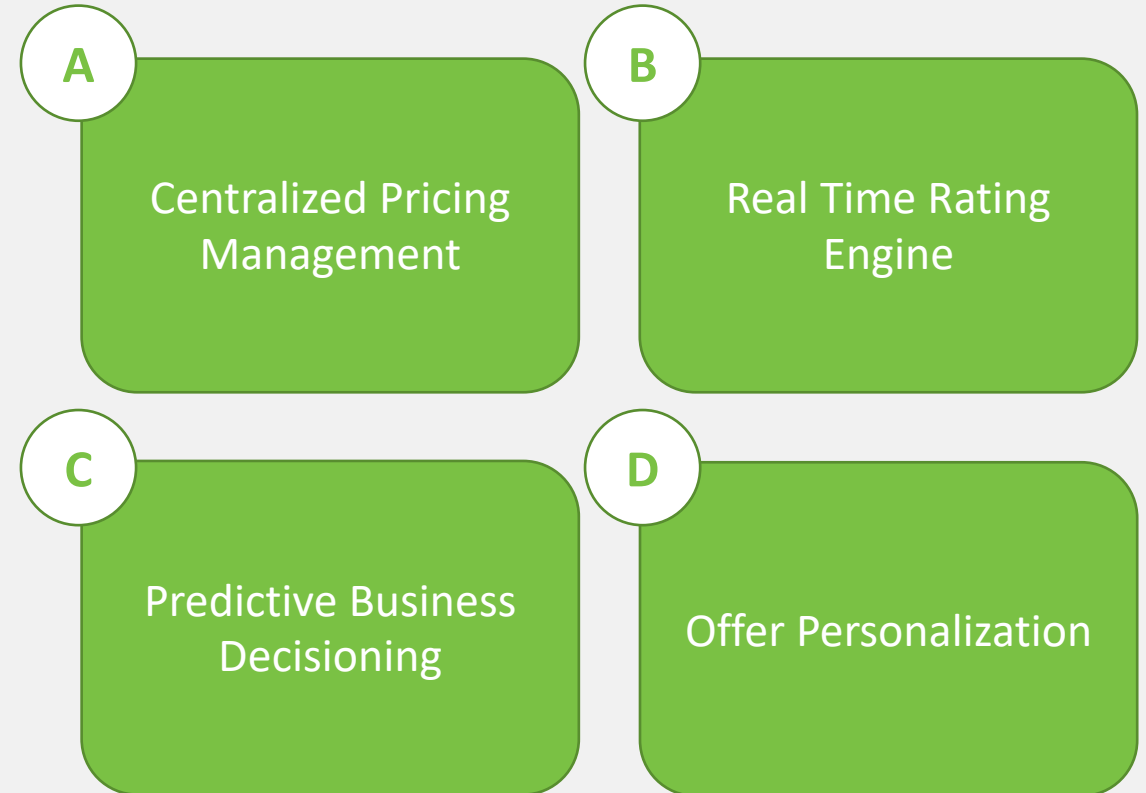 A
Centralized Pricing
Management
B
Real Time Rating
Engine
C
Predictive Business
Decisioning
D
Offer Personalization